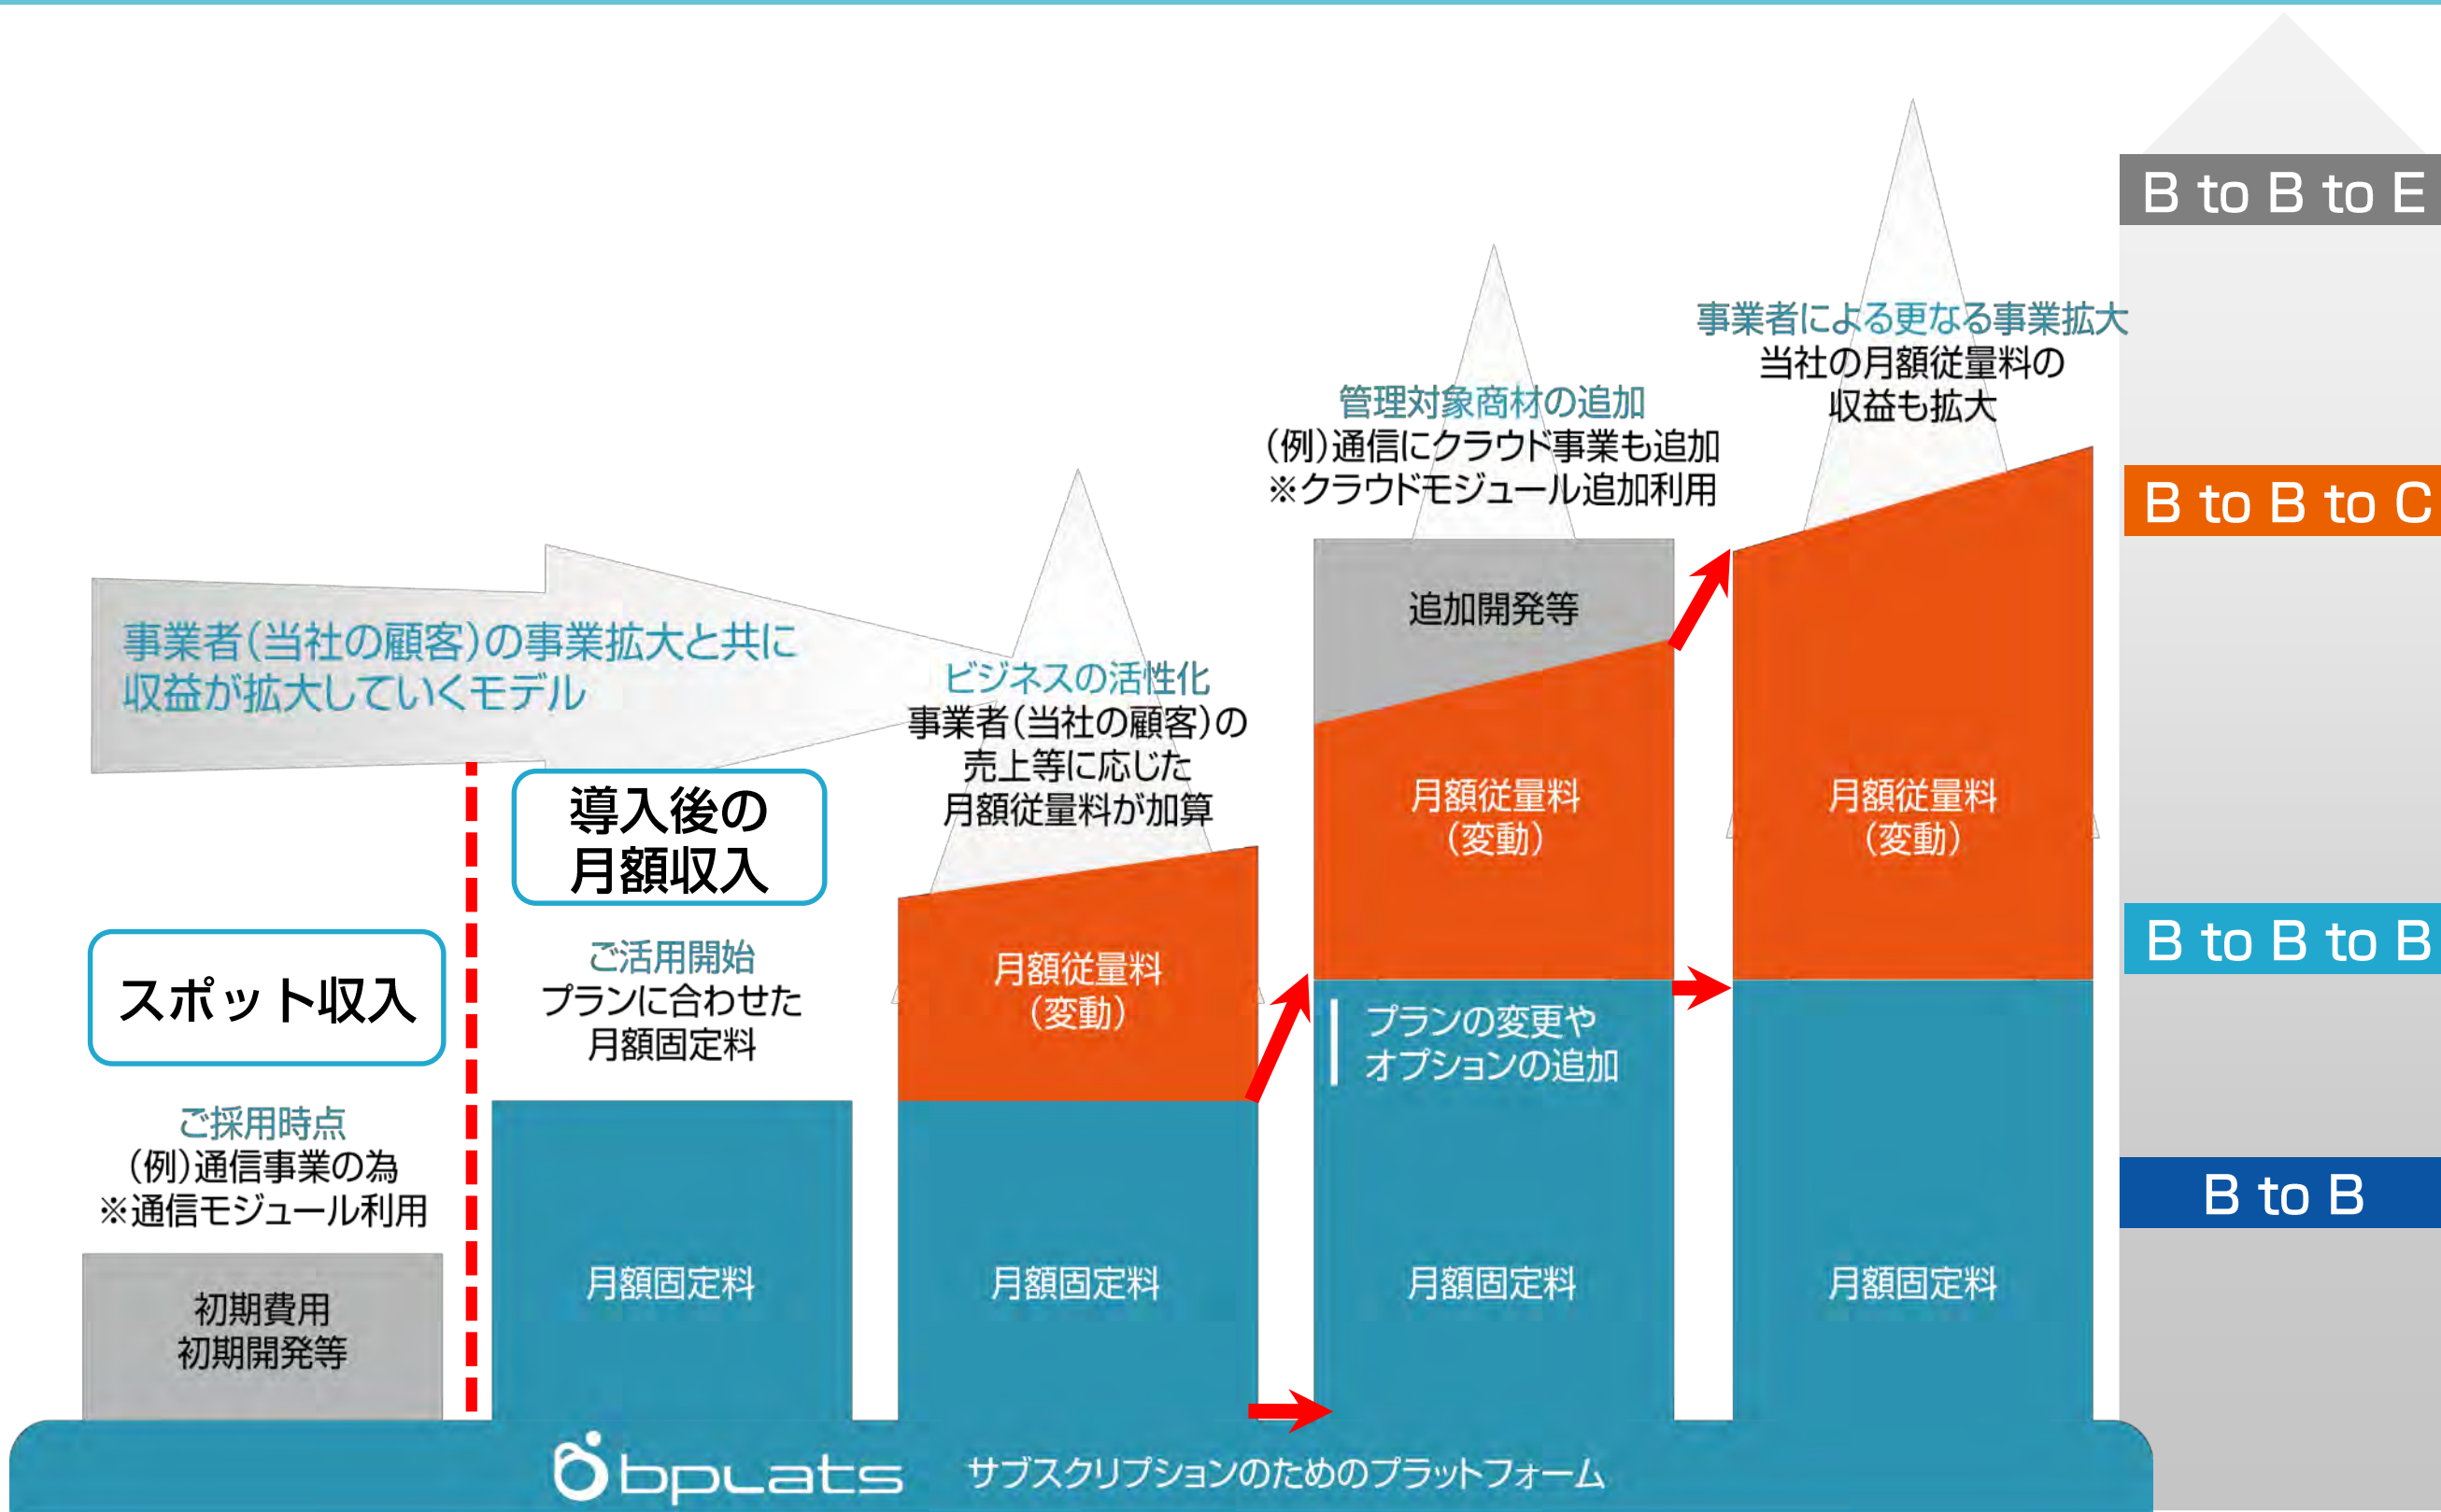 事業者(当社の顧客)の事業拡大と共に
収益が拡大していくモデル
スポット収入
ご採用時点
(例)通信事業の為
※通信モジュール利用
初期費用
初期開発等
導入後の
月額収入
ご活用開始
プランに合わせた
月額固定料
月額固定料
ビジネスの活性化
事業者(当社の顧客)の
売上等に応じた
月額従量料が加算
月額従量料
(変動)
月額固定料
管理対象商材の追加
(例)通信にクラウド事業も追加
※クラウドモジュール追加利用
追加開発等
月額従量料
(変動)
プランの変更や
オプションの追加
月額固定料
事業者による更なる事業拡大
当社の月額従量料の
収益も拡大
月額従量料
(変動)
月額固定料
B to B to E
B to B to C
B to B to B
B to B
bplats
サブスクリプションのためのプラットフォーム